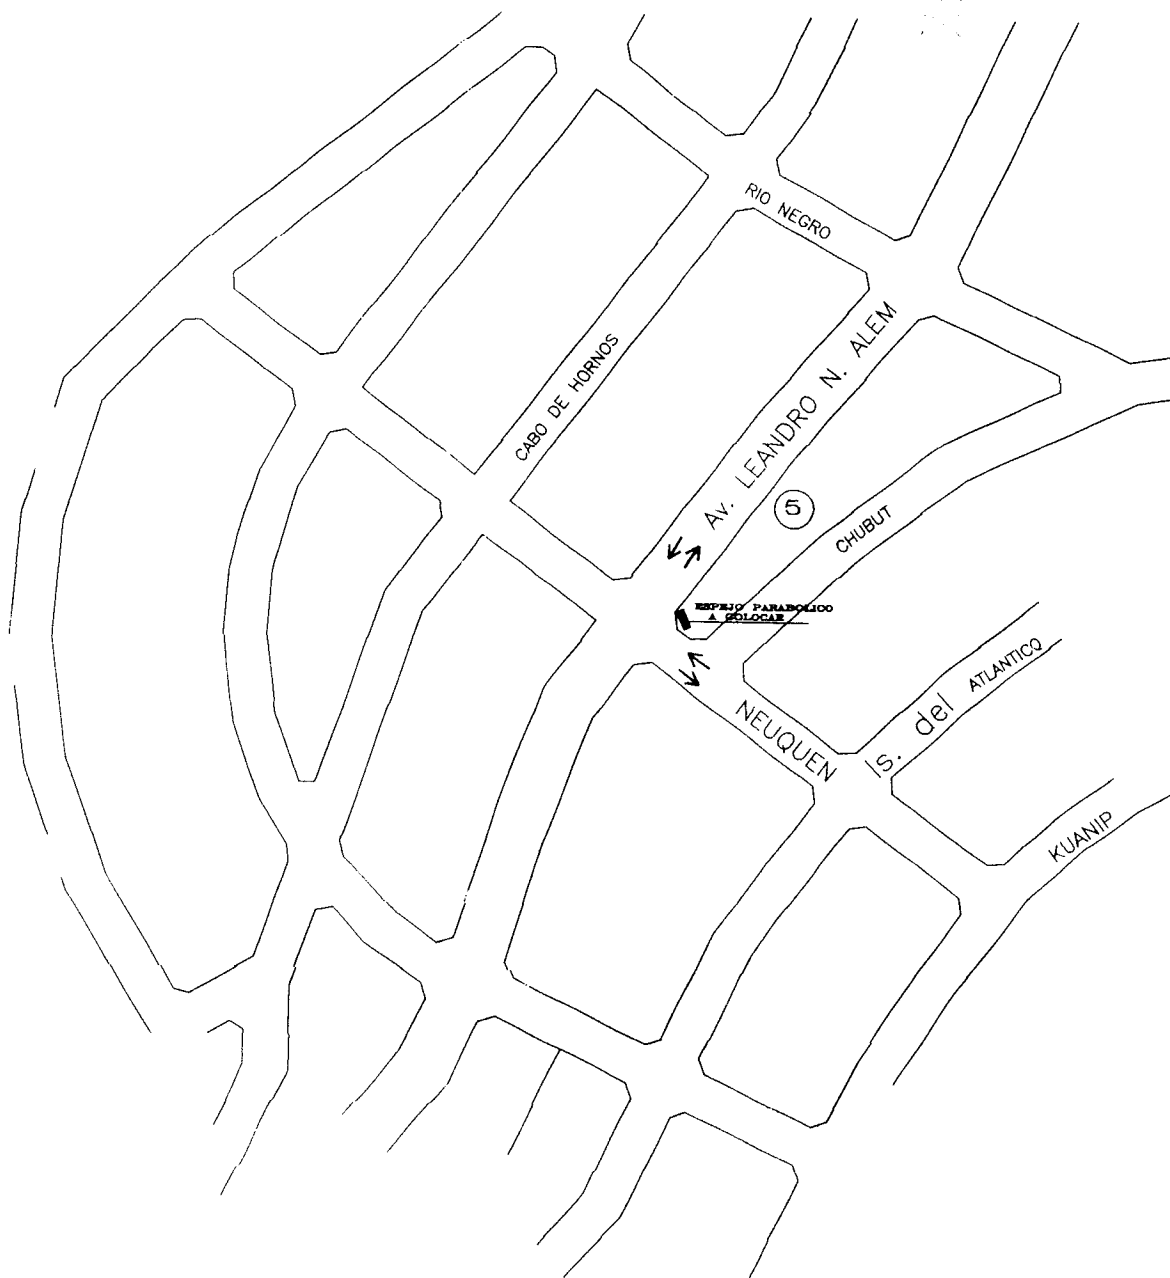 RIO NEGRO
CABO DE HORNOS
Av. LEANDRO N. ALEM
5
CHUBUT
ESPEJO PARABOLICO
A COLOCAR
NEUQUEN
Is. del ATLANTICO
KUANIP